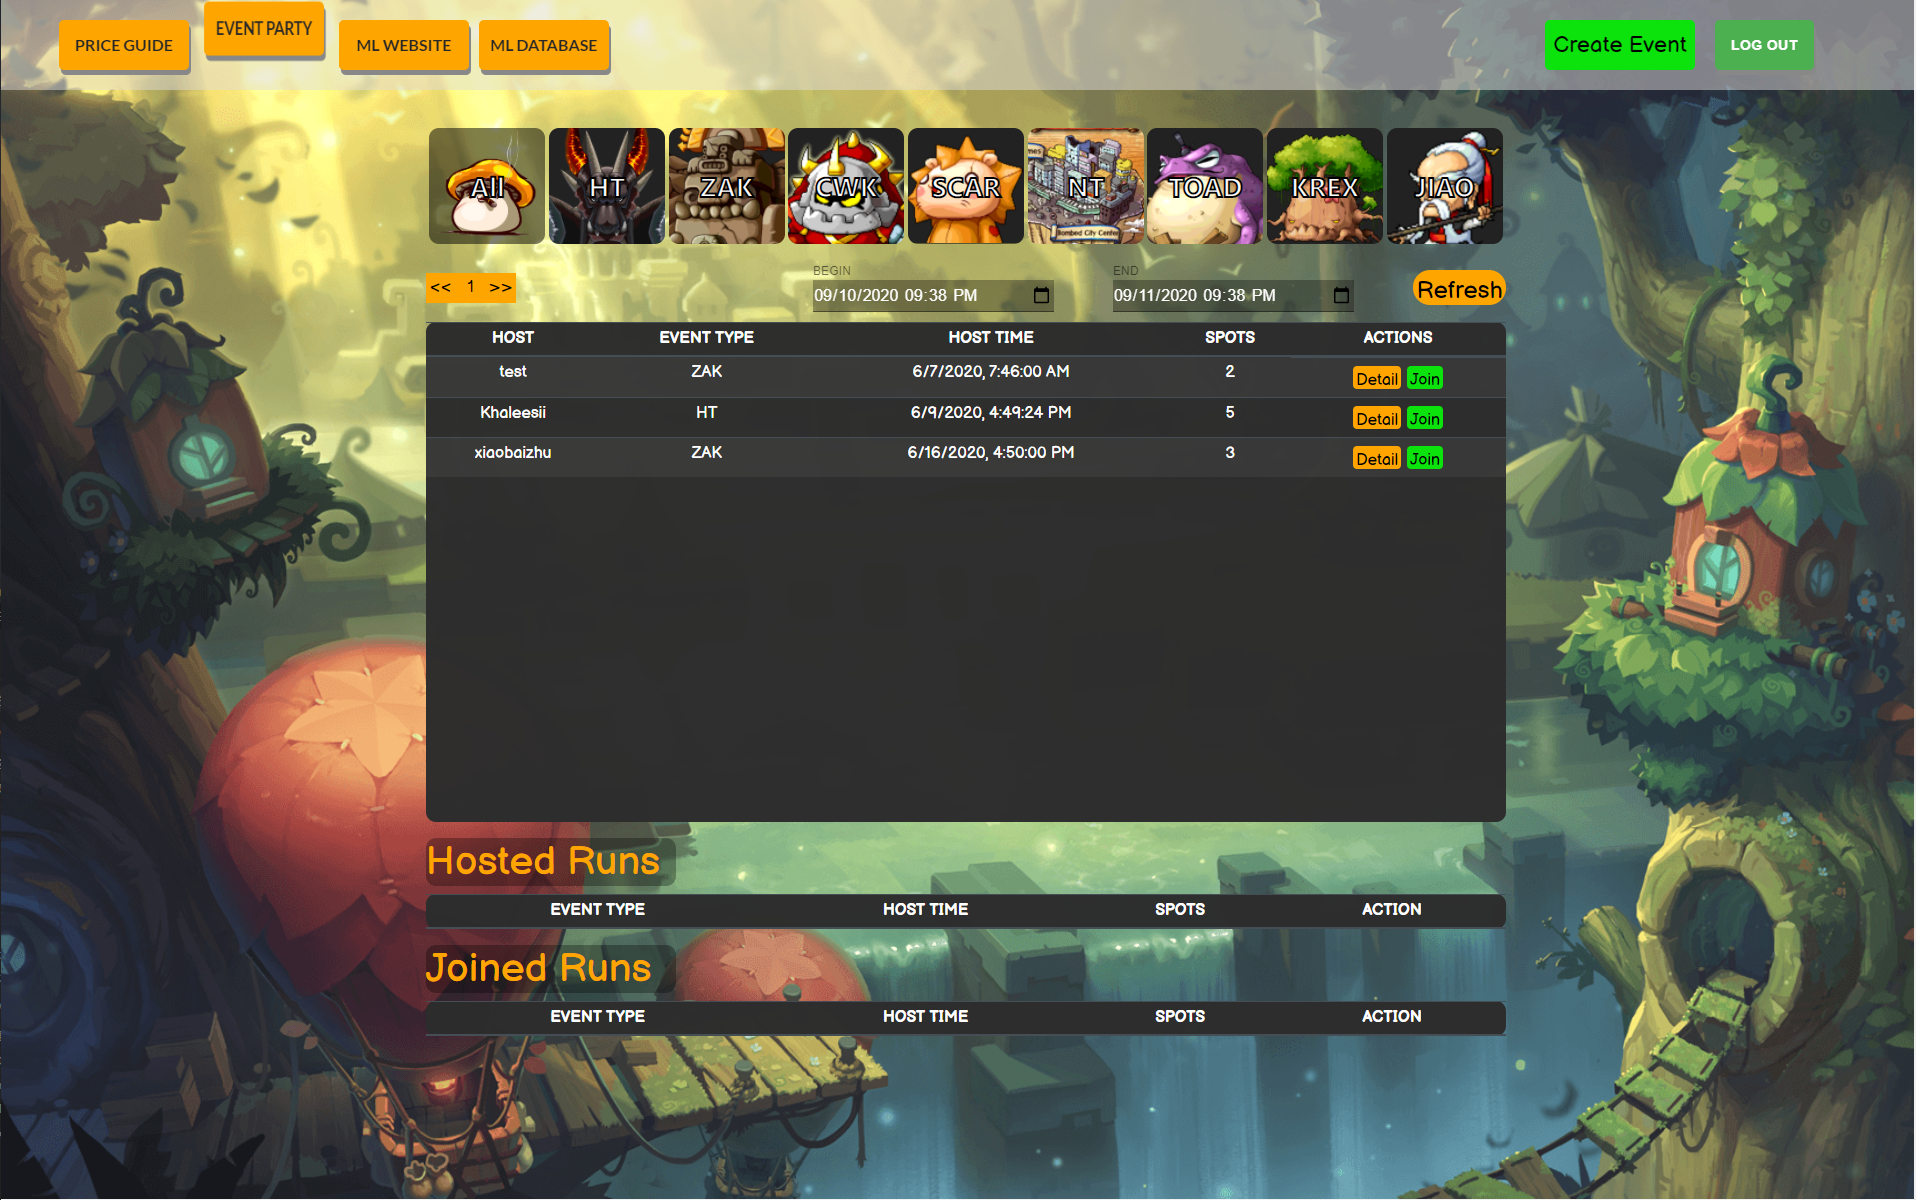 PRICE GUIDE EVENT PARTY ML WEBSITE ML DATABASE Create Event LOG OUT
All HT ZAK CWK SCAR NT TOAD KREX JIAO
Bombed City Center
BEGIN END
<< 1 >> 09/10/2020 09:38 PM 09/11/2020 09:38 PM Refresh
HOST EVENT TYPE HOST TIME SPOTS ACTIONS
test ZAK 6/7/2020, 7:46:00 AM 2 Detail Join
Khaleesii HT 6/9/2020, 4:49:24 PM 5 Detail Join
xiaobaizhu ZAK 6/16/2020, 4:50:00 PM 3 Detail Join
Hosted Runs
EVENT TYPE HOST TIME SPOTS ACTION
Joined Runs
EVENT TYPE HOST TIME SPOTS ACTION